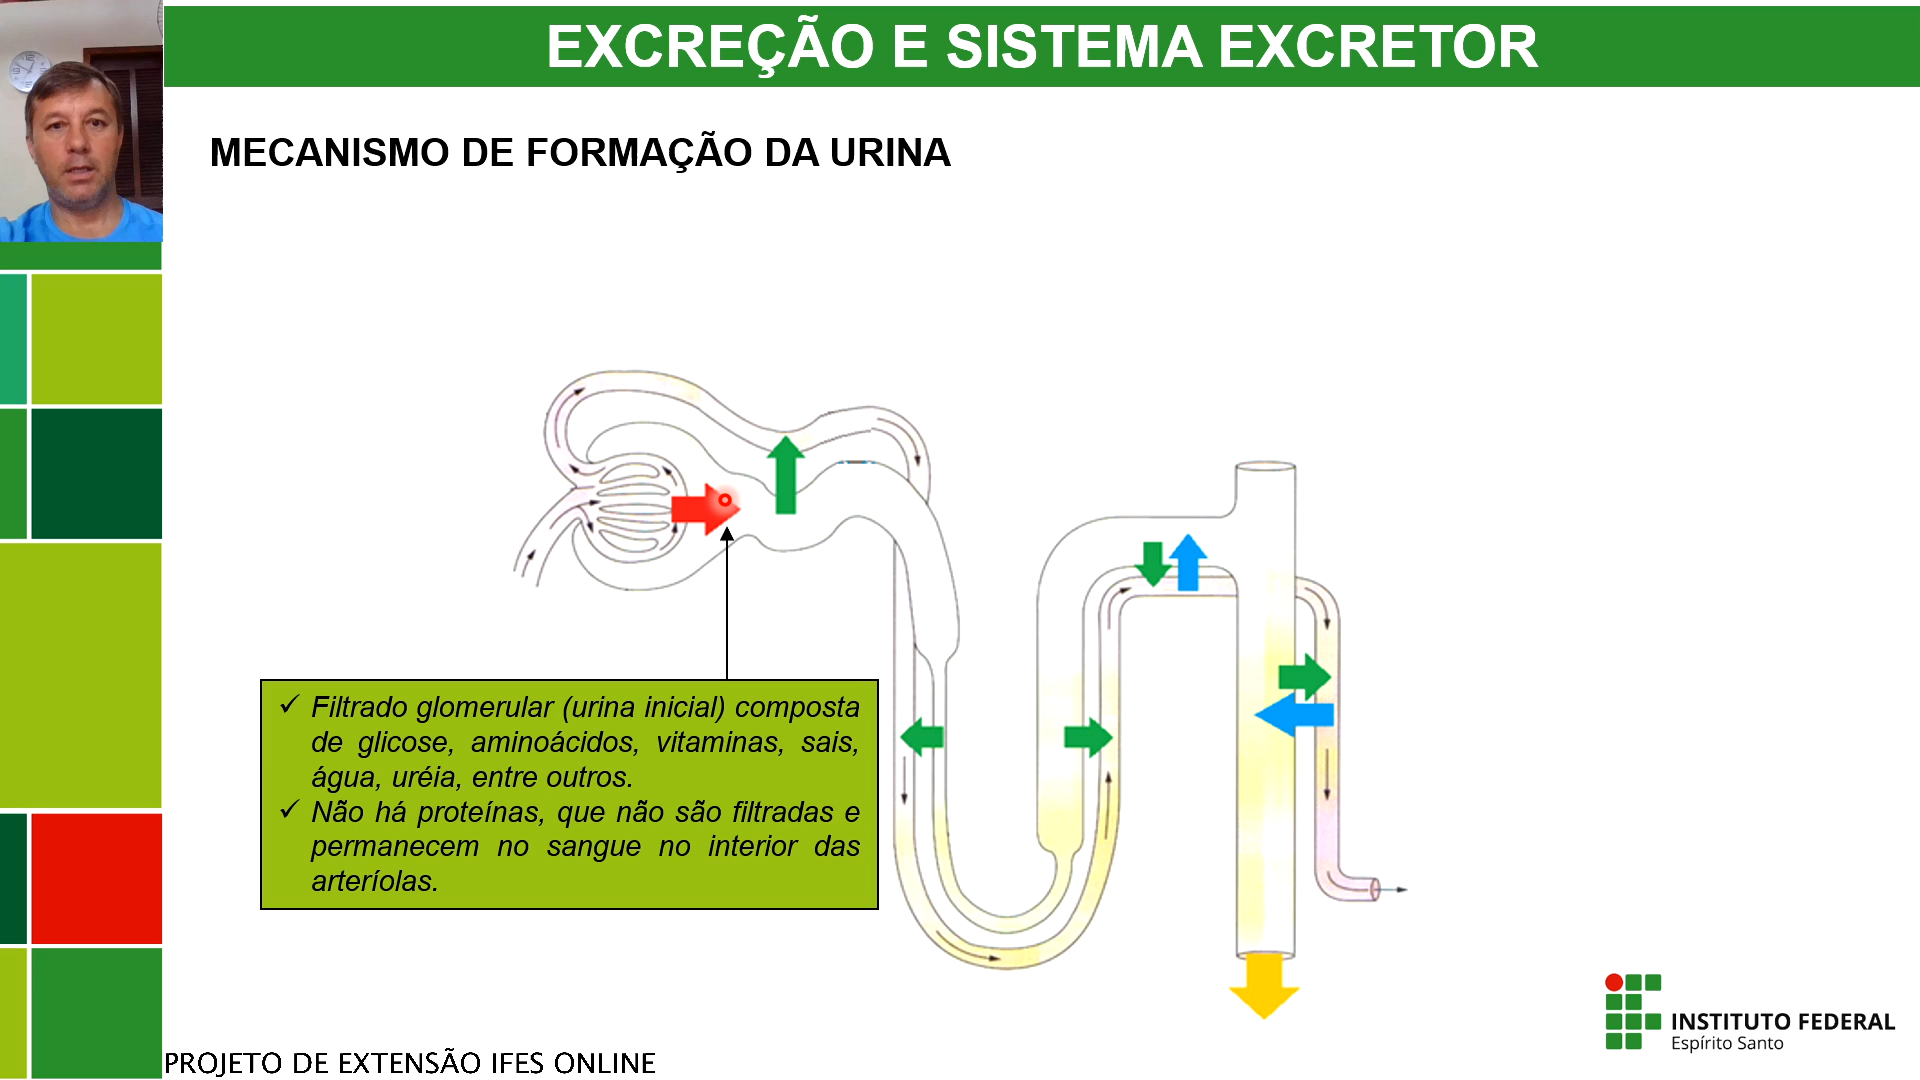 EXCREÇÃO E SISTEMA EXCRETOR
MECANISMO DE FORMAÇÃO DA URINA
✓ Filtrado glomerular (urina inicial) composta
de glicose, aminoácidos, vitaminas, sais,
água, uréia, entre outros.
✓ Não há proteínas, que não são filtradas e
permanecem no sangue no interior das
arteríolas.
INSTITUTO FEDERAL
Espírito Santo
PROJETO DE EXTENSÃO IFES ONLINE